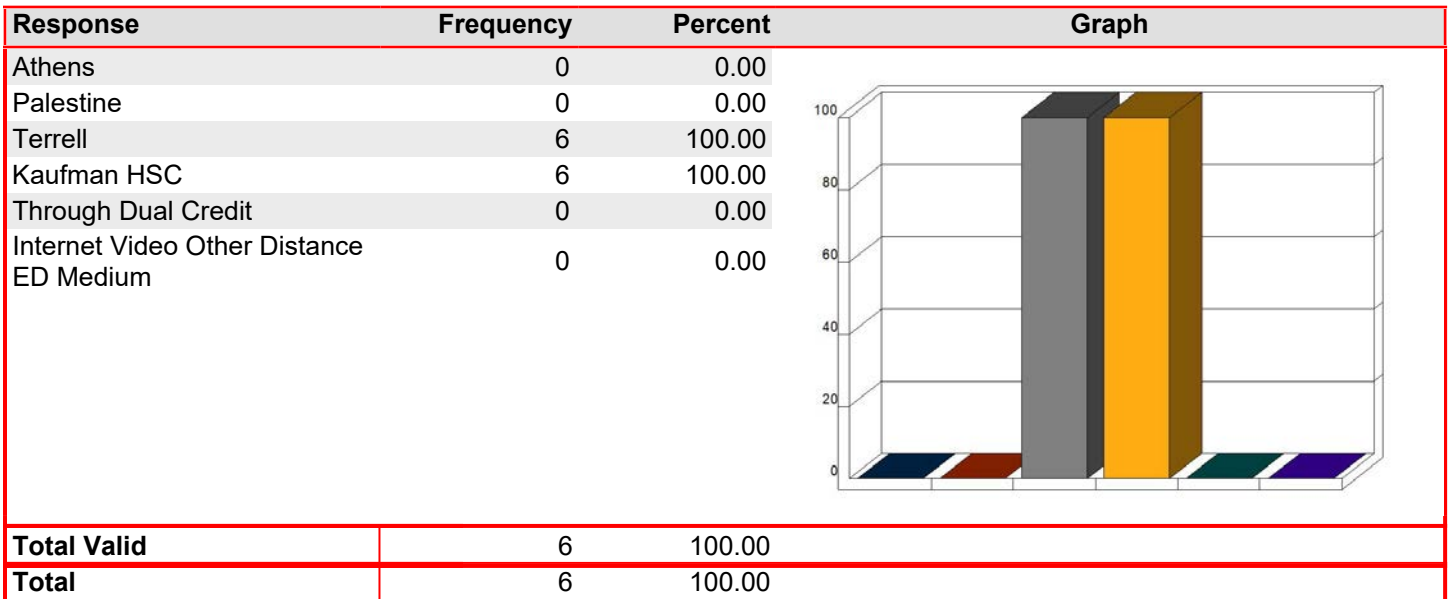 Response Frequency Percent Graph
Athens 0 0.00
Palestine 0 0.00
Terrell 6 100.00
Kaufman HSC 6 100.00
Through Dual Credit 0 0.00
Internet Video Other Distance
ED Medium 0 0.00
100
80
60
40
20
0
Total Valid 6 100.00
Total 6 100.00